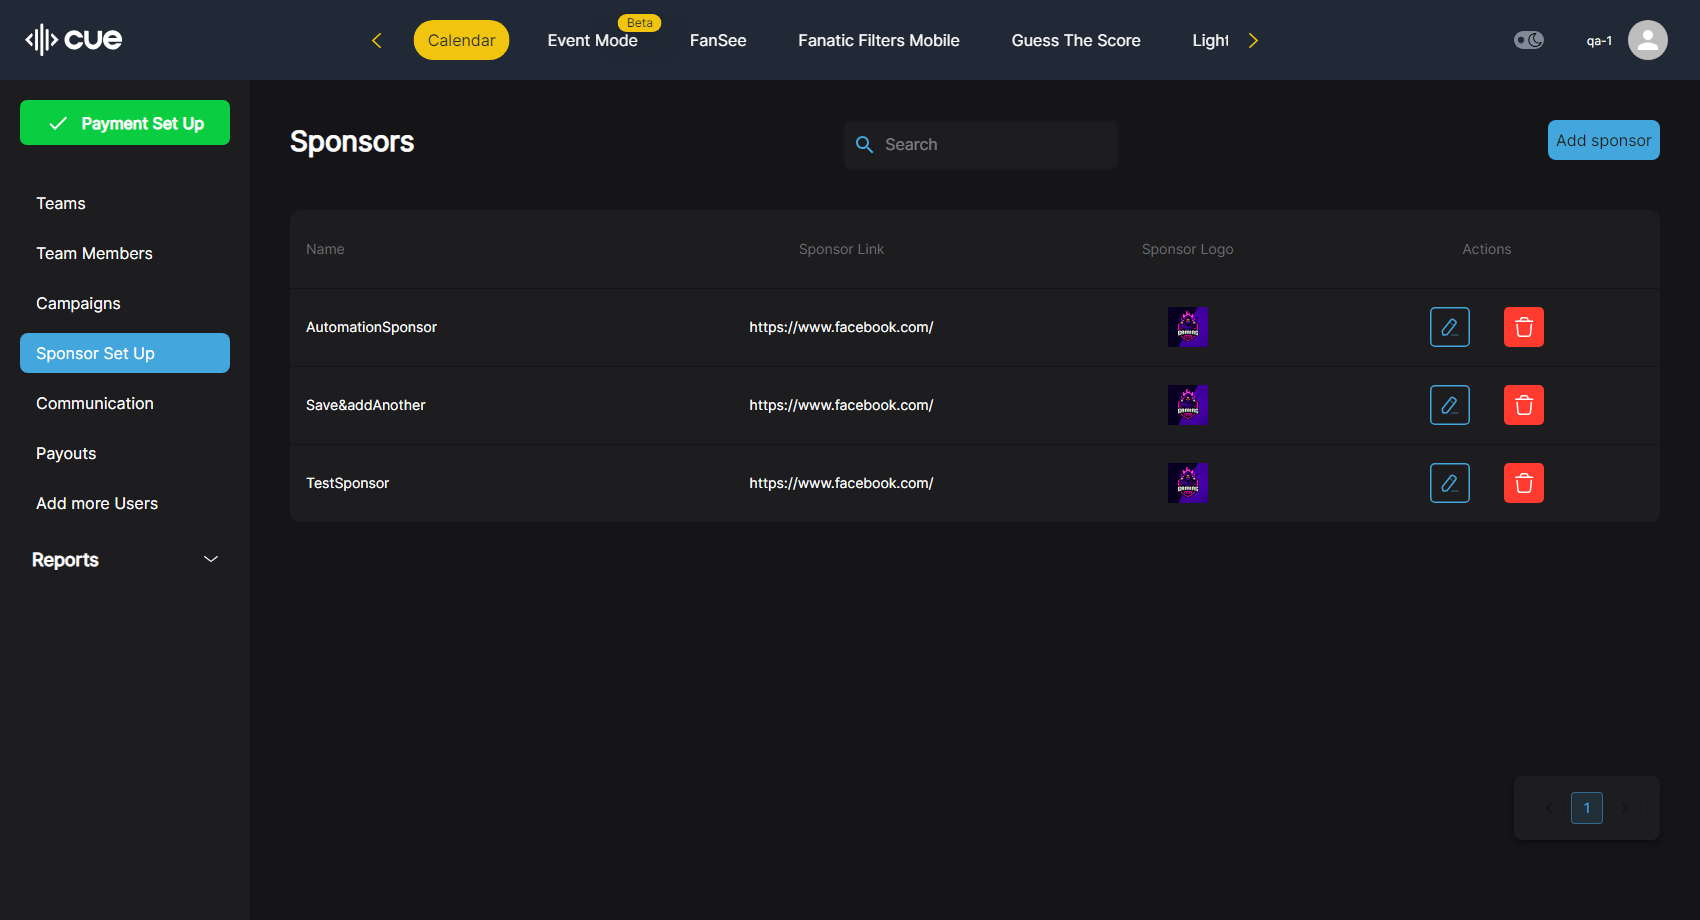 cue
Calendar
Event Mode
Beta
FanSee
Fanatic Filters Mobile
Guess The Score
Light
qa-1
Payment Set Up
Teams
Team Members
Campaigns
Sponsor Set Up
Communication
Payouts
Add more Users
Reports
Sponsors
Search
Add sponsor
Name Sponsor Link Sponsor Logo Actions
AutomationSponsor https://www.facebook.com/ GAMING
Save&addAnother https://www.facebook.com/ GAMING
TestSponsor https://www.facebook.com/ GAMING
1